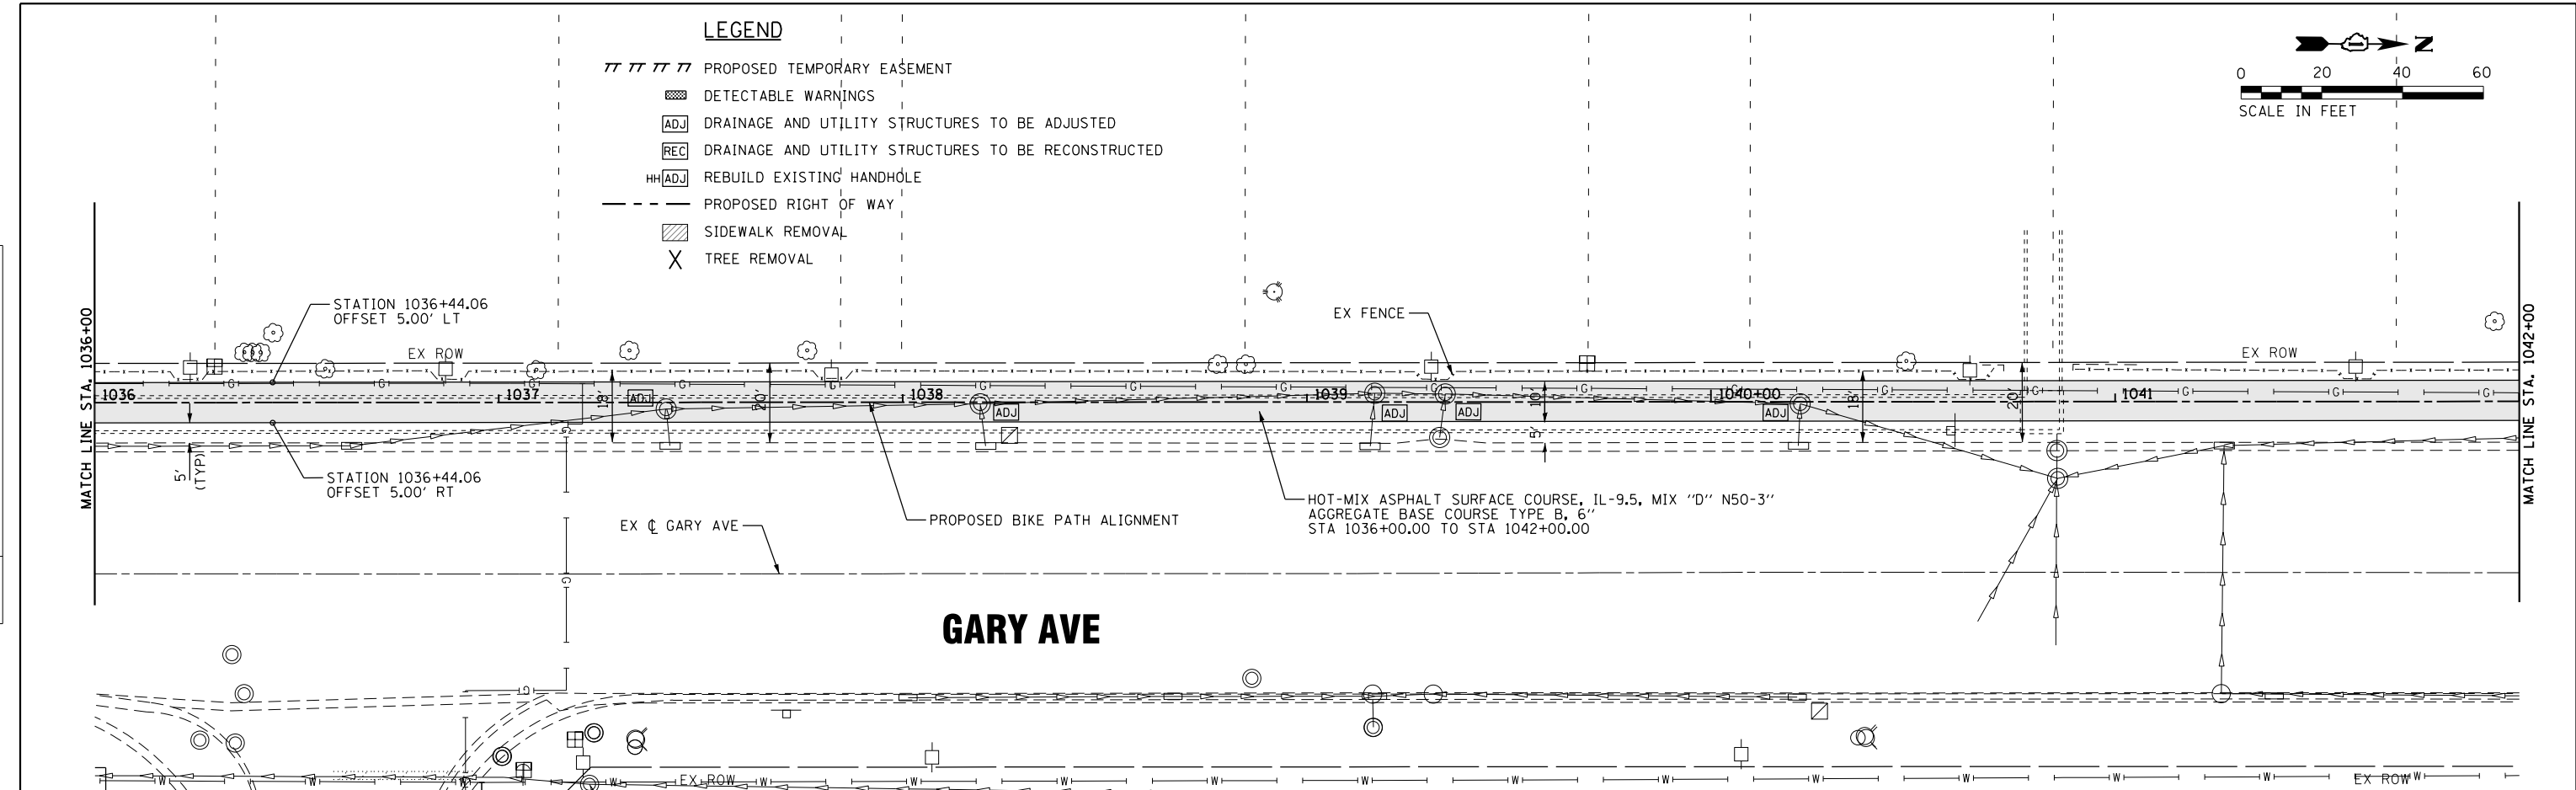 LEGEND
PROPOSED TEMPORARY EASEMENT
DETECTABLE WARNINGS
ADJ DRAINAGE AND UTILITY STRUCTURES TO BE ADJUSTED
REC DRAINAGE AND UTILITY STRUCTURES TO BE RECONSTRUCTED
HH ADJ REBUILD EXISTING HANDHOLE
PROPOSED RIGHT OF WAY
SIDEWALK REMOVAL
X TREE REMOVAL
N
0 20 40 60
SCALE IN FEET
MATCH LINE STA. 1036+00
STATION 1036+44.06
OFFSET 5.00' LT
EX ROW
EX FENCE
EX ROW
MATCH LINE STA. 1042+00
G G G G G G G G G G G G G G G G
1036 1037 1038 1039 1040+00 1041
ADJ ADJ ADJ ADJ ADJ
18' 20' 10' 5' 18' 20'
5'
(TYP)
STATION 1036+44.06
OFFSET 5.00' RT
G
EX ℄ GARY AVE
PROPOSED BIKE PATH ALIGNMENT
HOT-MIX ASPHALT SURFACE COURSE, IL-9.5, MIX "D" N50-3"
AGGREGATE BASE COURSE TYPE B, 6"
STA 1036+00.00 TO STA 1042+00.00
G
GARY AVE
G
W W W W W W W W W W W W W W
EX ROW
EX ROW